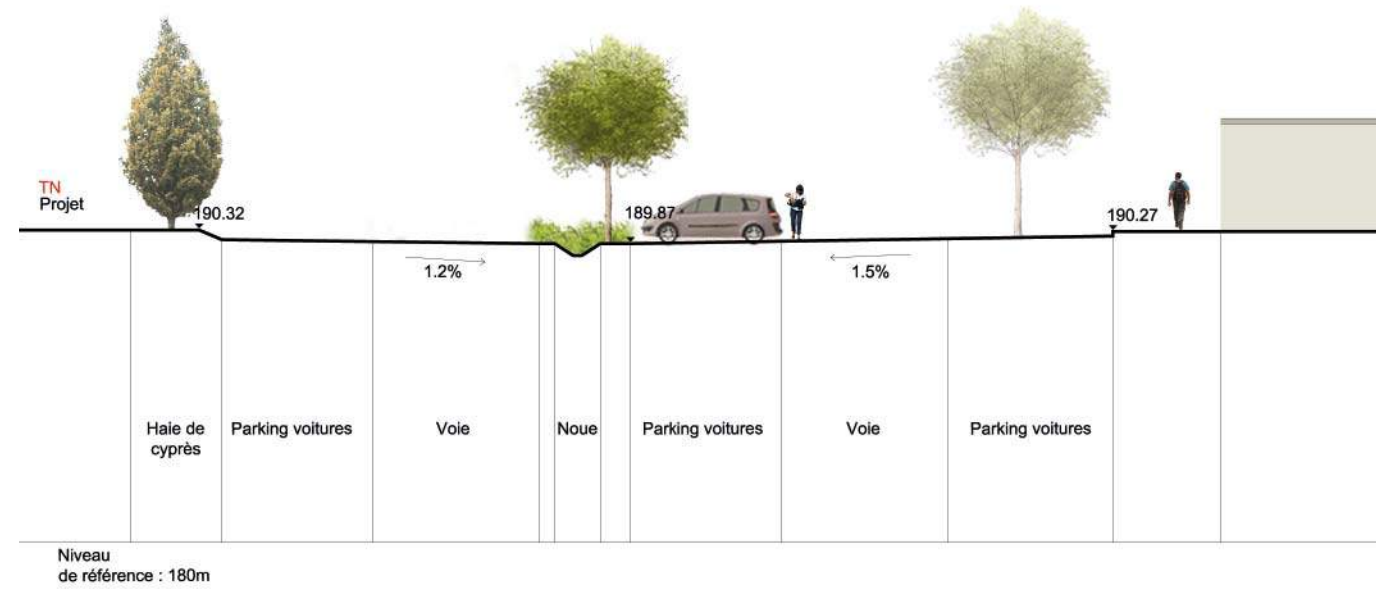 TN
Projet
190.32
189.87
190.27
1.2%
1.5%
Haie de
cyprès
Parking voitures
Voie
Noue
Parking voitures
Voie
Parking voitures
Niveau
de référence : 180m